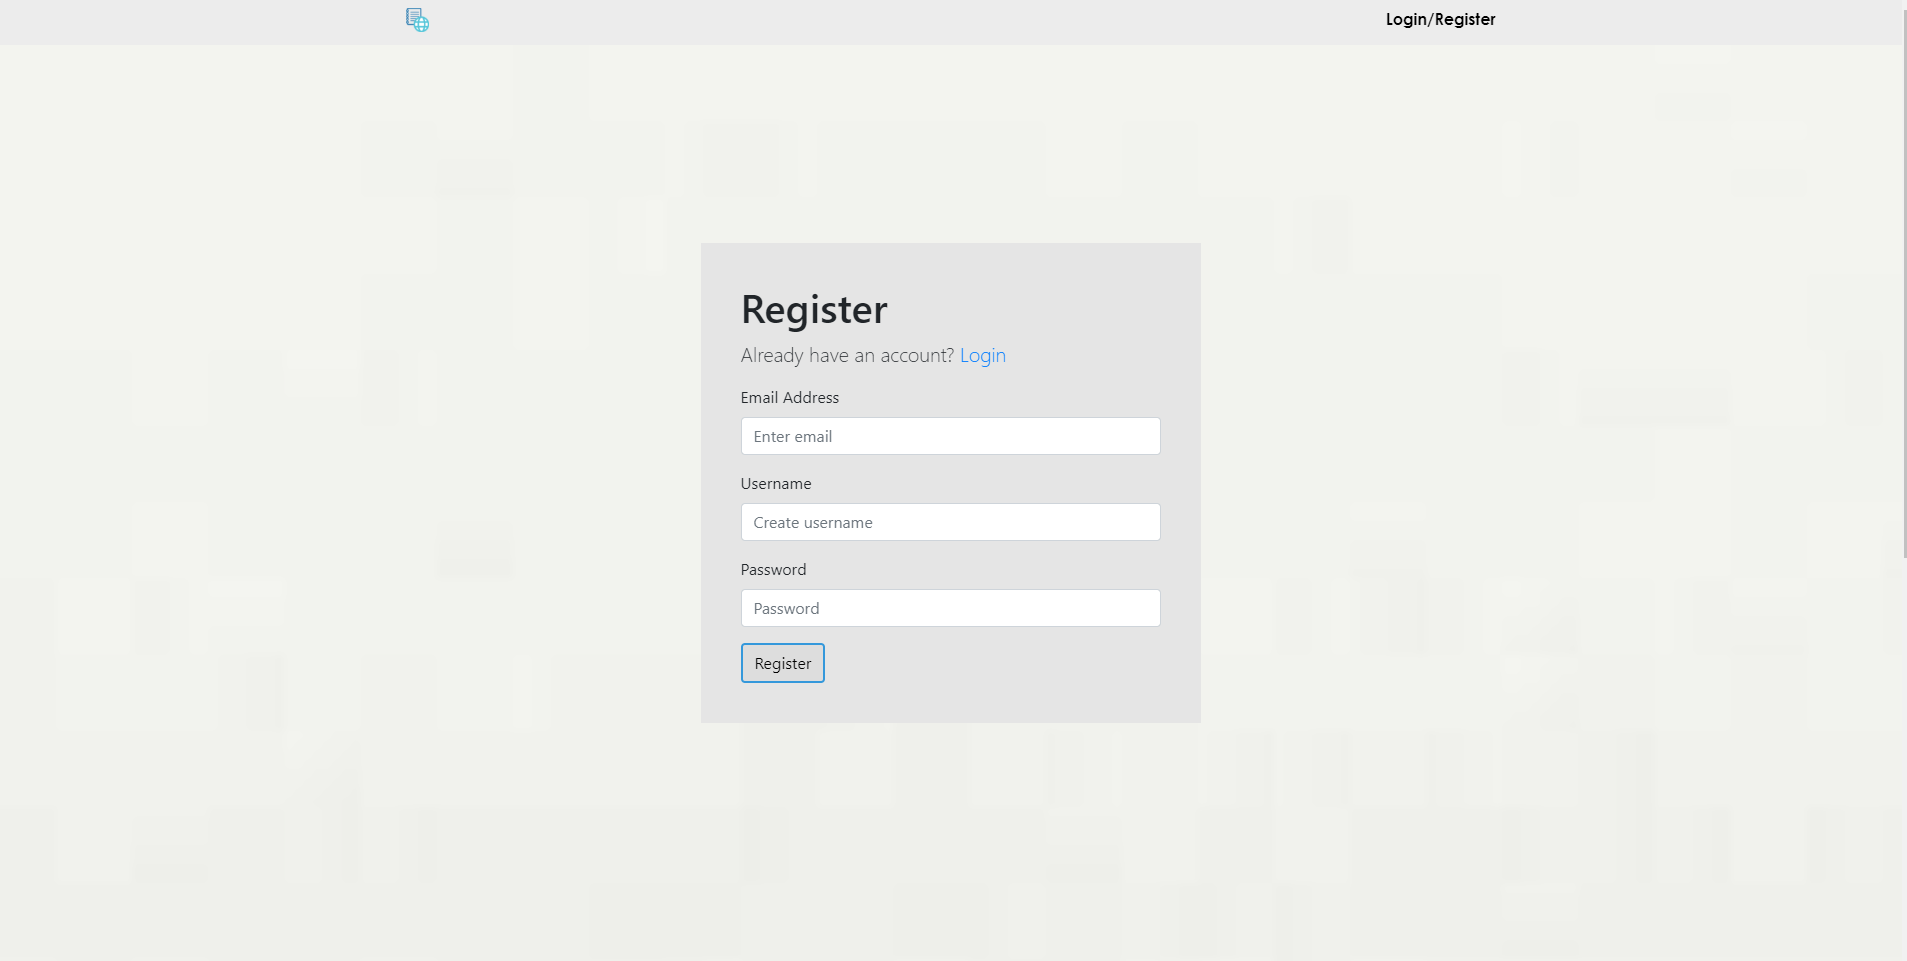 Login/Register
Register
Already have an account? Login
Email Address
Enter email
Username
Create username
Password
Password
Register